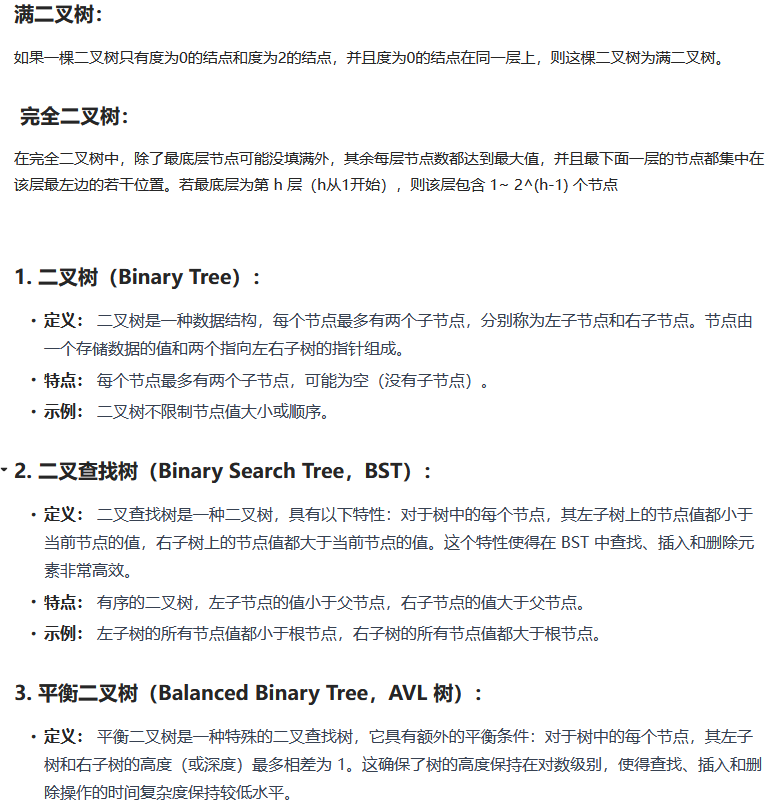 满二叉树：
如果一棵二叉树只有度为0的结点和度为2的结点，并且度为0的结点在同一层上，则这棵二叉树为满二叉树。
完全二叉树：
在完全二叉树中，除了最底层节点可能没填满外，其余每层节点数都达到最大值，并且最下面一层的节点都集中在
该层最左边的若干位置。若最底层为第 h 层（h从1开始），则该层包含 1~ 2^(h-1) 个节点
1. 二叉树（Binary Tree）：
• 定义： 二叉树是一种数据结构，每个节点最多有两个子节点，分别称为左子节点和右子节点。节点由
一个存储数据的值和两个指向左右子树的指针组成。
• 特点： 每个节点最多有两个子节点，可能为空（没有子节点）。
• 示例： 二叉树不限制节点值大小或顺序。
2. 二叉查找树（Binary Search Tree，BST）：
• 定义： 二叉查找树是一种二叉树，具有以下特性：对于树中的每个节点，其左子树上的节点值都小于
当前节点的值，右子树上的节点值都大于当前节点的值。这个特性使得在 BST 中查找、插入和删除元
素非常高效。
• 特点： 有序的二叉树，左子节点的值小于父节点，右子节点的值大于父节点。
• 示例： 左子树的所有节点值都小于根节点，右子树的所有节点值都大于根节点。
3. 平衡二叉树（Balanced Binary Tree，AVL 树）：
• 定义： 平衡二叉树是一种特殊的二叉查找树，它具有额外的平衡条件：对于树中的每个节点，其左子
树和右子树的高度（或深度）最多相差为 1。这确保了树的高度保持在对数级别，使得查找、插入和删
除操作的时间复杂度保持较低水平。